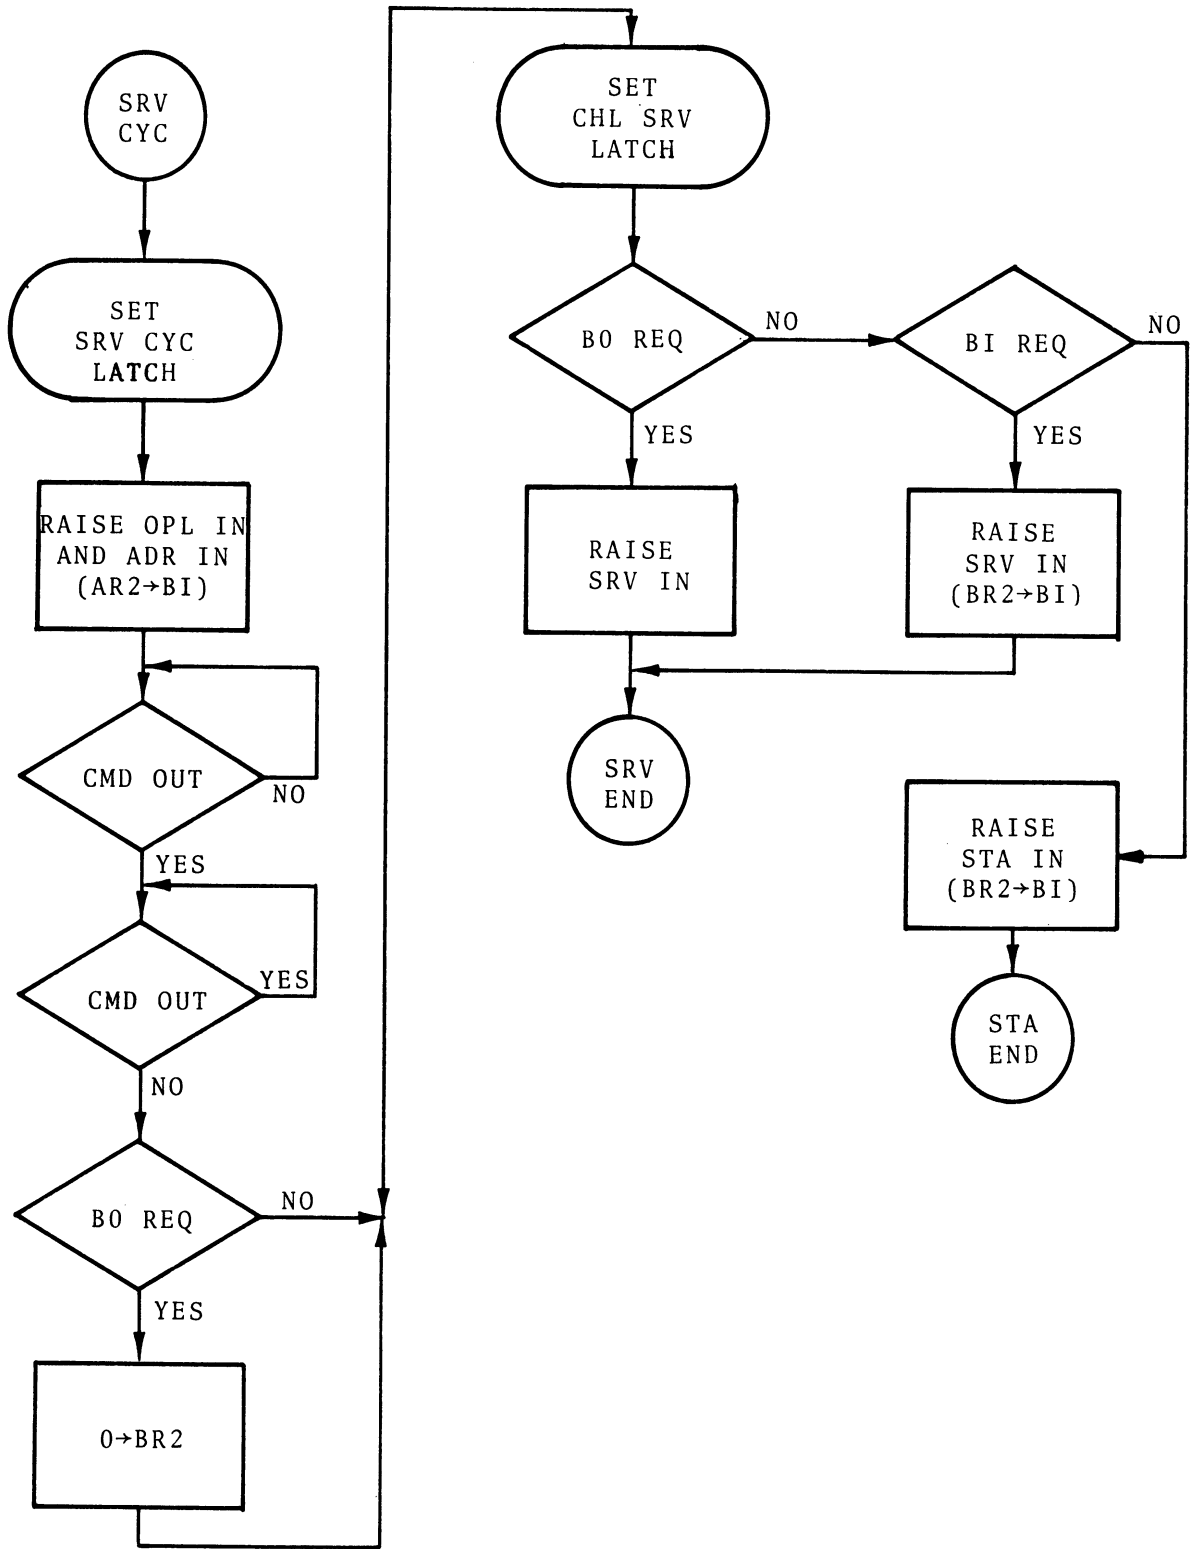 SRV
CYC
SET
SRV CYC
LATCH
RAISE OPL IN
AND ADR IN
(AR2→BI)
CMD OUT
NO
YES
CMD OUT
YES
NO
BO REQ
NO
YES
0→BR2
SET
CHL SRV
LATCH
BO REQ
NO
YES
RAISE
SRV IN
SRV
END
BI REQ
NO
YES
RAISE
SRV IN
(BR2→BI)
RAISE
STA IN
(BR2→BI)
STA
END